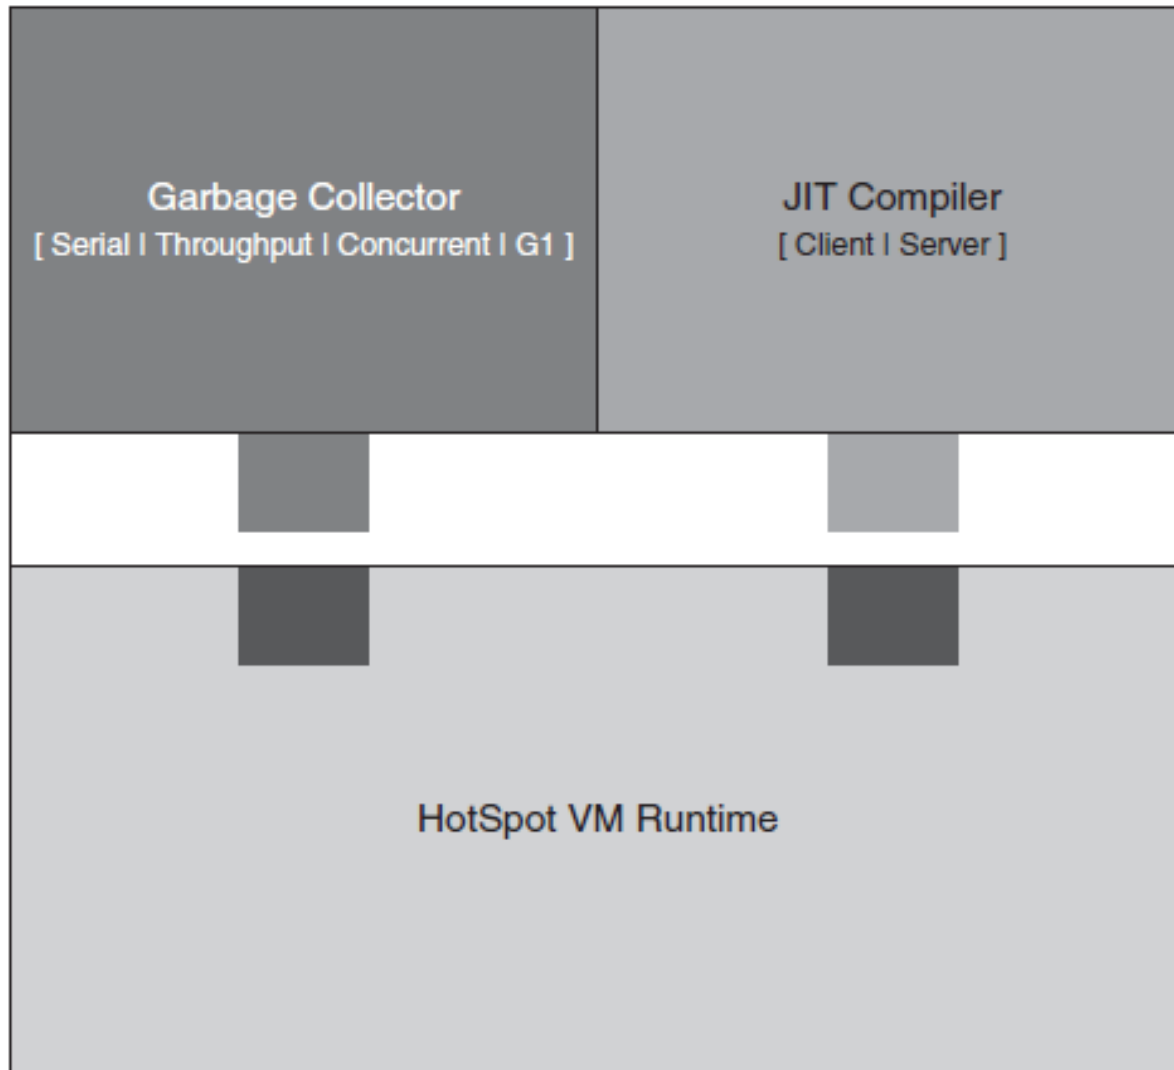 Garbage Collector
[ Serial | Throughput | Concurrent | G1 ]
JIT Compiler
[ Client | Server ]
HotSpot VM Runtime